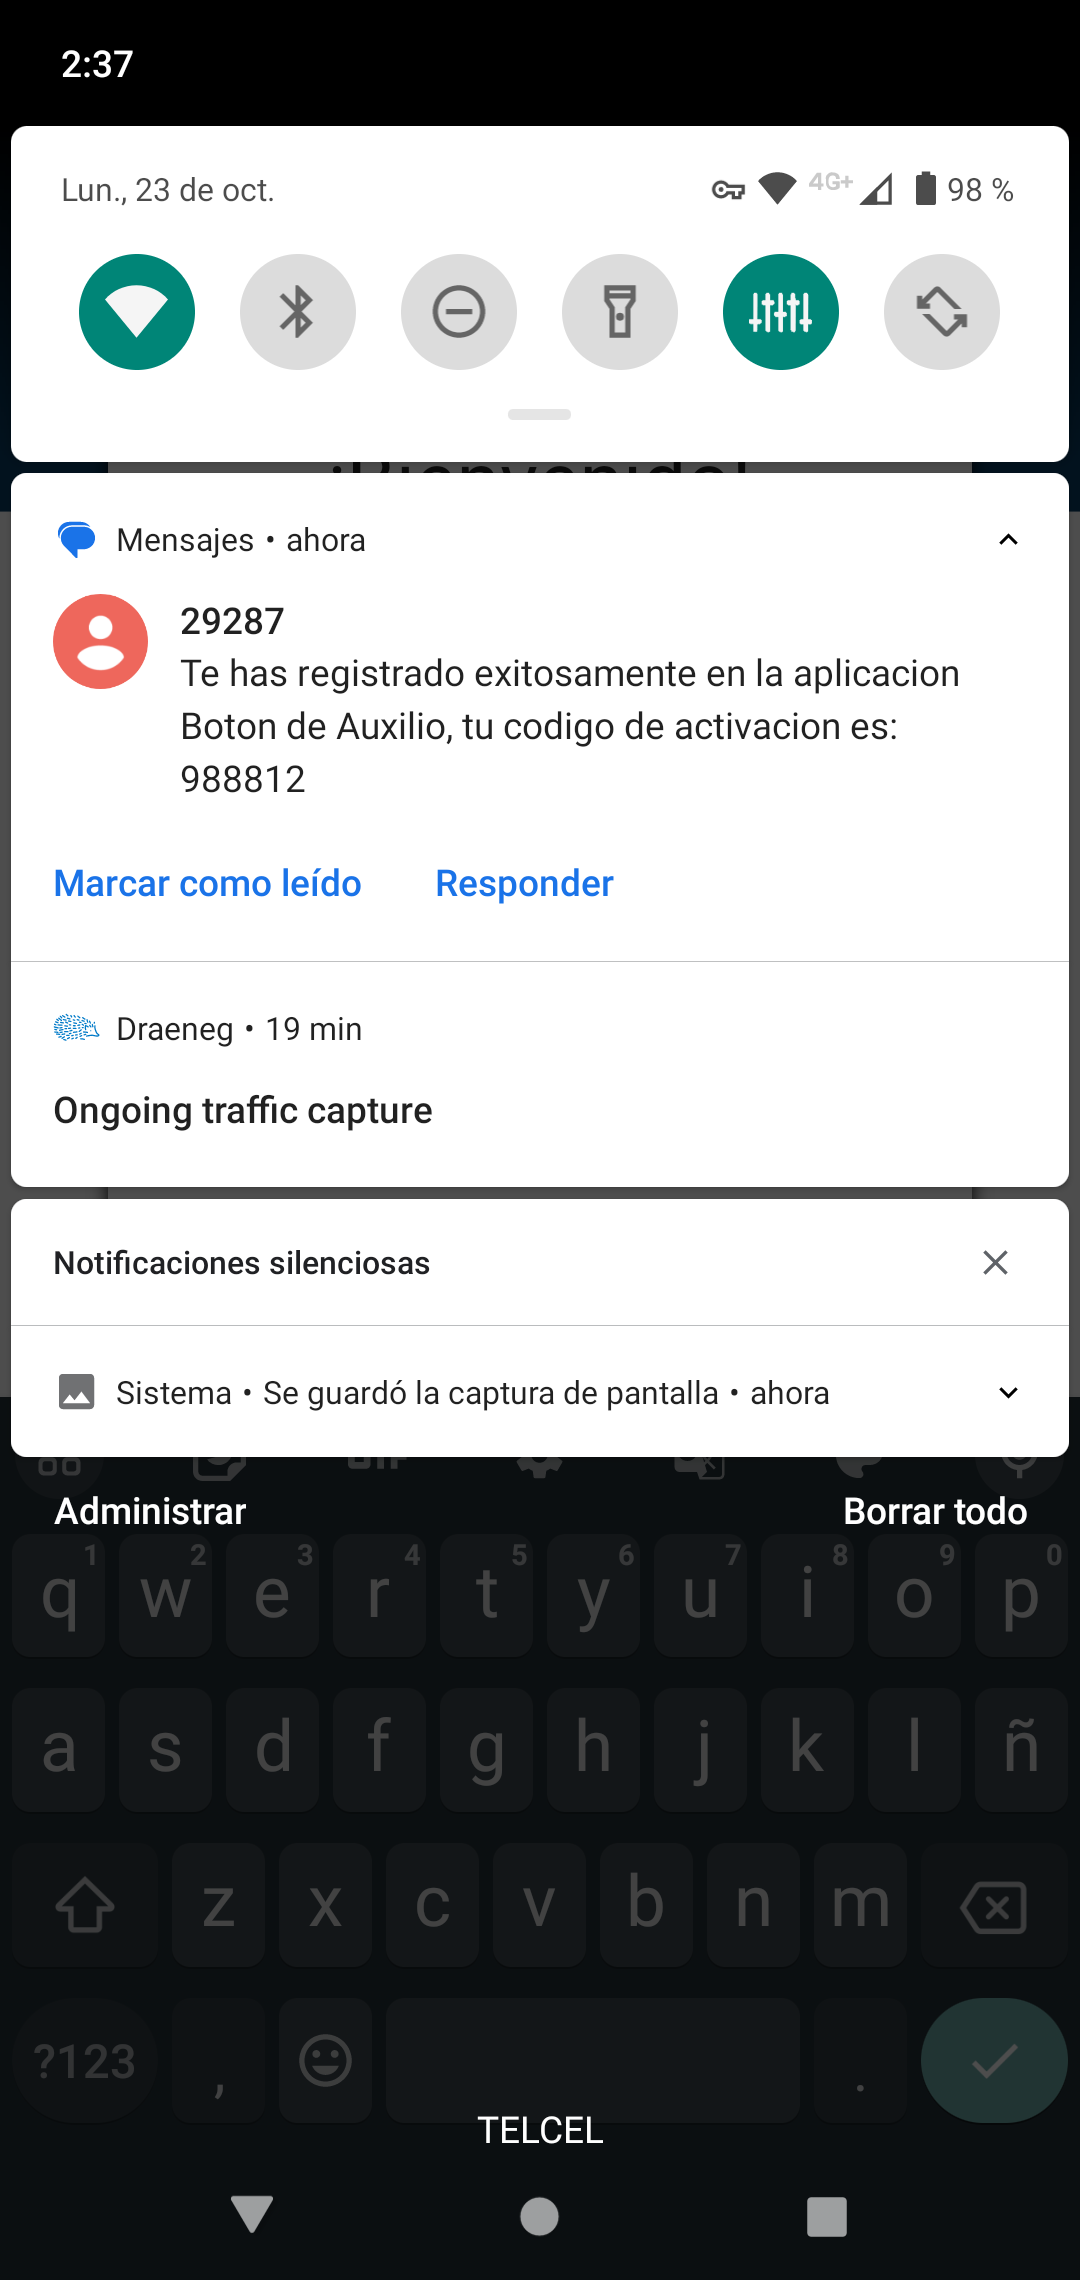 2:37
Lun., 23 de oct.
4G+
98 %
¡Bienvenido!
Mensajes • ahora
29287
Te has registrado exitosamente en la aplicacion
Boton de Auxilio, tu codigo de activacion es:
988812
Marcar como leído
Responder
Draeneg • 19 min
Ongoing traffic capture
Notificaciones silenciosas
Sistema • Se guardó la captura de pantalla • ahora
GIF
Administrar
Borrar todo
1 2 3 4 5 6 7 8 9 0
q w e r t y u i o p
a s d f g h j k l ñ
z x c v b n m
?123 , .
TELCEL